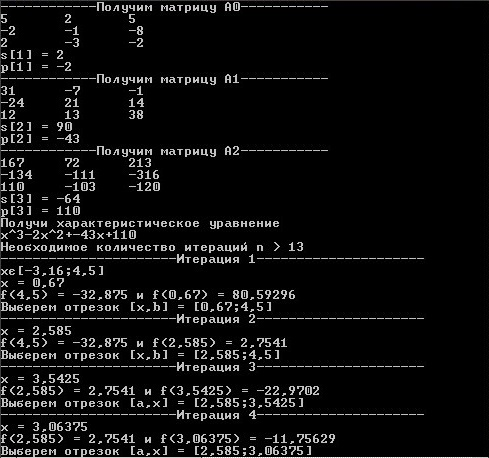 ------------Получим матрицу A0-----------
5 2 5
-2 -1 -8
2 -3 -2
s[1] = 2
p[1] = -2
------------Получим матрицу A1-----------
31 -7 -1
-24 21 14
12 13 38
s[2] = 90
p[2] = -43
------------Получим матрицу A2-----------
167 72 213
-134 -111 -316
110 -103 -120
s[3] = -64
p[3] = 110
Получи характеристическое уравнение
x^3-2x^2+-43x+110
Необходимое количество итераций n > 13
----------------------Итерация 1---------------------
xє[-3,16;4,5]
x = 0,67
f(4,5) = -32,875 и f(0,67) = 80,59296
Выберем отрезок [x,b] = [0,67;4,5]
----------------------Итерация 2---------------------
x = 2,585
f(4,5) = -32,875 и f(2,585) = 2,7541
Выберем отрезок [x,b] = [2,585;4,5]
----------------------Итерация 3---------------------
x = 3,5425
f(2,585) = 2,7541 и f(3,5425) = -22,9702
Выберем отрезок [a,x] = [2,585;3,5425]
----------------------Итерация 4---------------------
x = 3,06375
f(2,585) = 2,7541 и f(3,06375) = -11,75629
Выберем отрезок [a,x] = [2,585;3,06375]